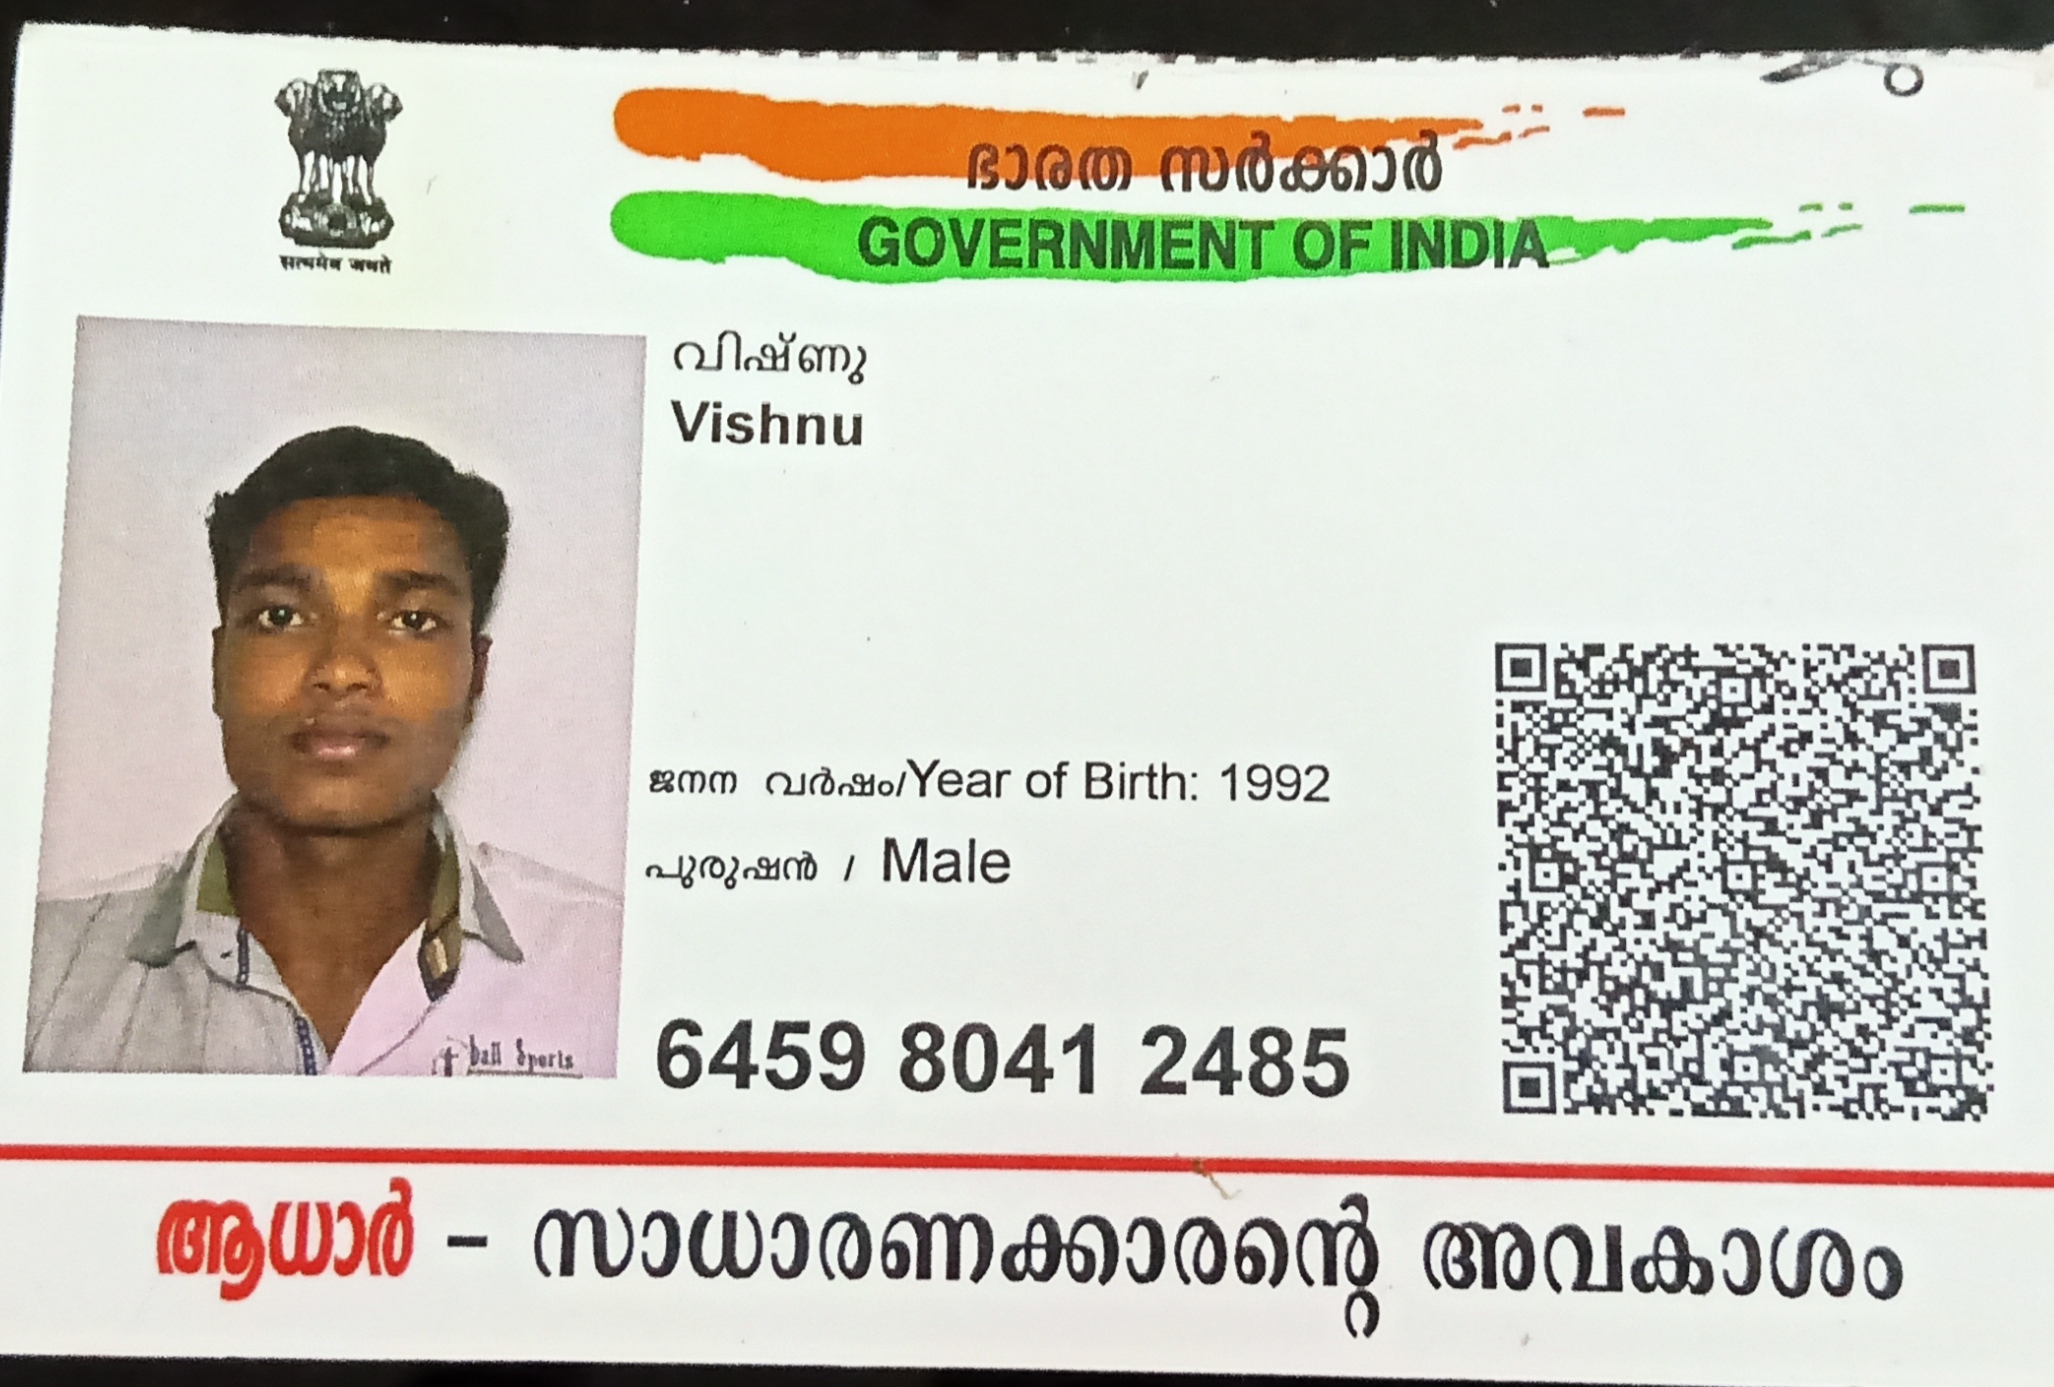 सत्यमेव जयते
ഭാരത സർക്കാർ
GOVERNMENT OF INDIA
വിഷ്ണു
Vishnu
ജനന വർഷം/Year of Birth: 1992
പുരുഷൻ / Male
ball Sports
6459 8041 2485
ആധാർ - സാധാരണക്കാരന്റെ അവകാശം